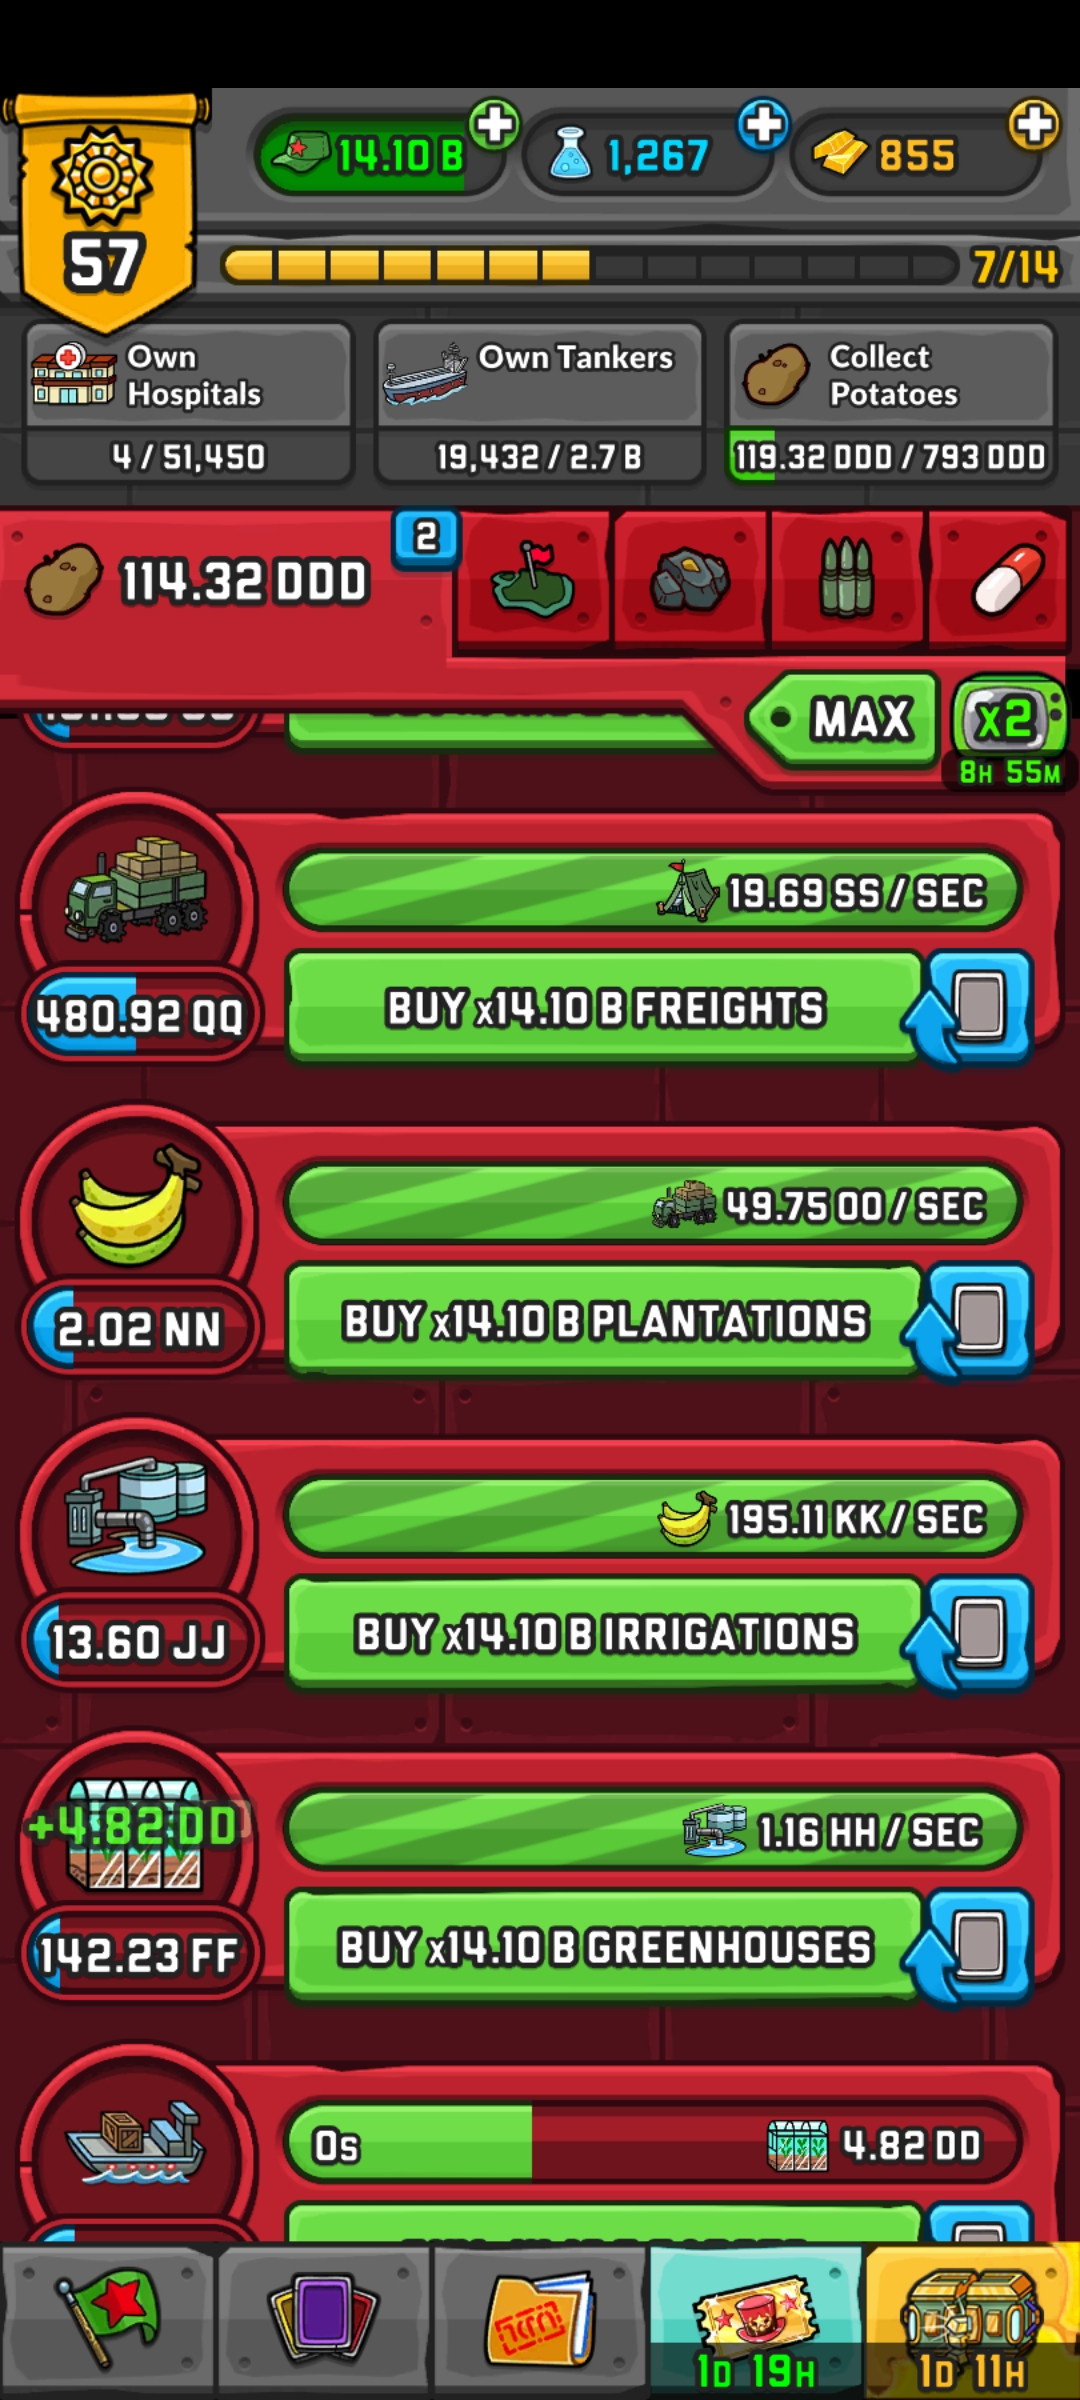 14.10 B
1,267
855
57
7/14
Own
Hospitals
4 / 51,450
Own Tankers
19,432 / 2.7 B
Collect
Potatoes
119.32 DDD / 793 DDD
114.32 DDD
2
MAX
x2
8H 55M
19.69 SS / SEC
480.92 QQ
BUY x14.10 B FREIGHTS
49.75 OO / SEC
2.02 NN
BUY x14.10 B PLANTATIONS
195.11 KK / SEC
13.60 JJ
BUY x14.10 B IRRIGATIONS
+4.82 DD
1.16 HH / SEC
142.23 FF
BUY x14.10 B GREENHOUSES
0s
4.82 DD
1D 19H
1D 11H